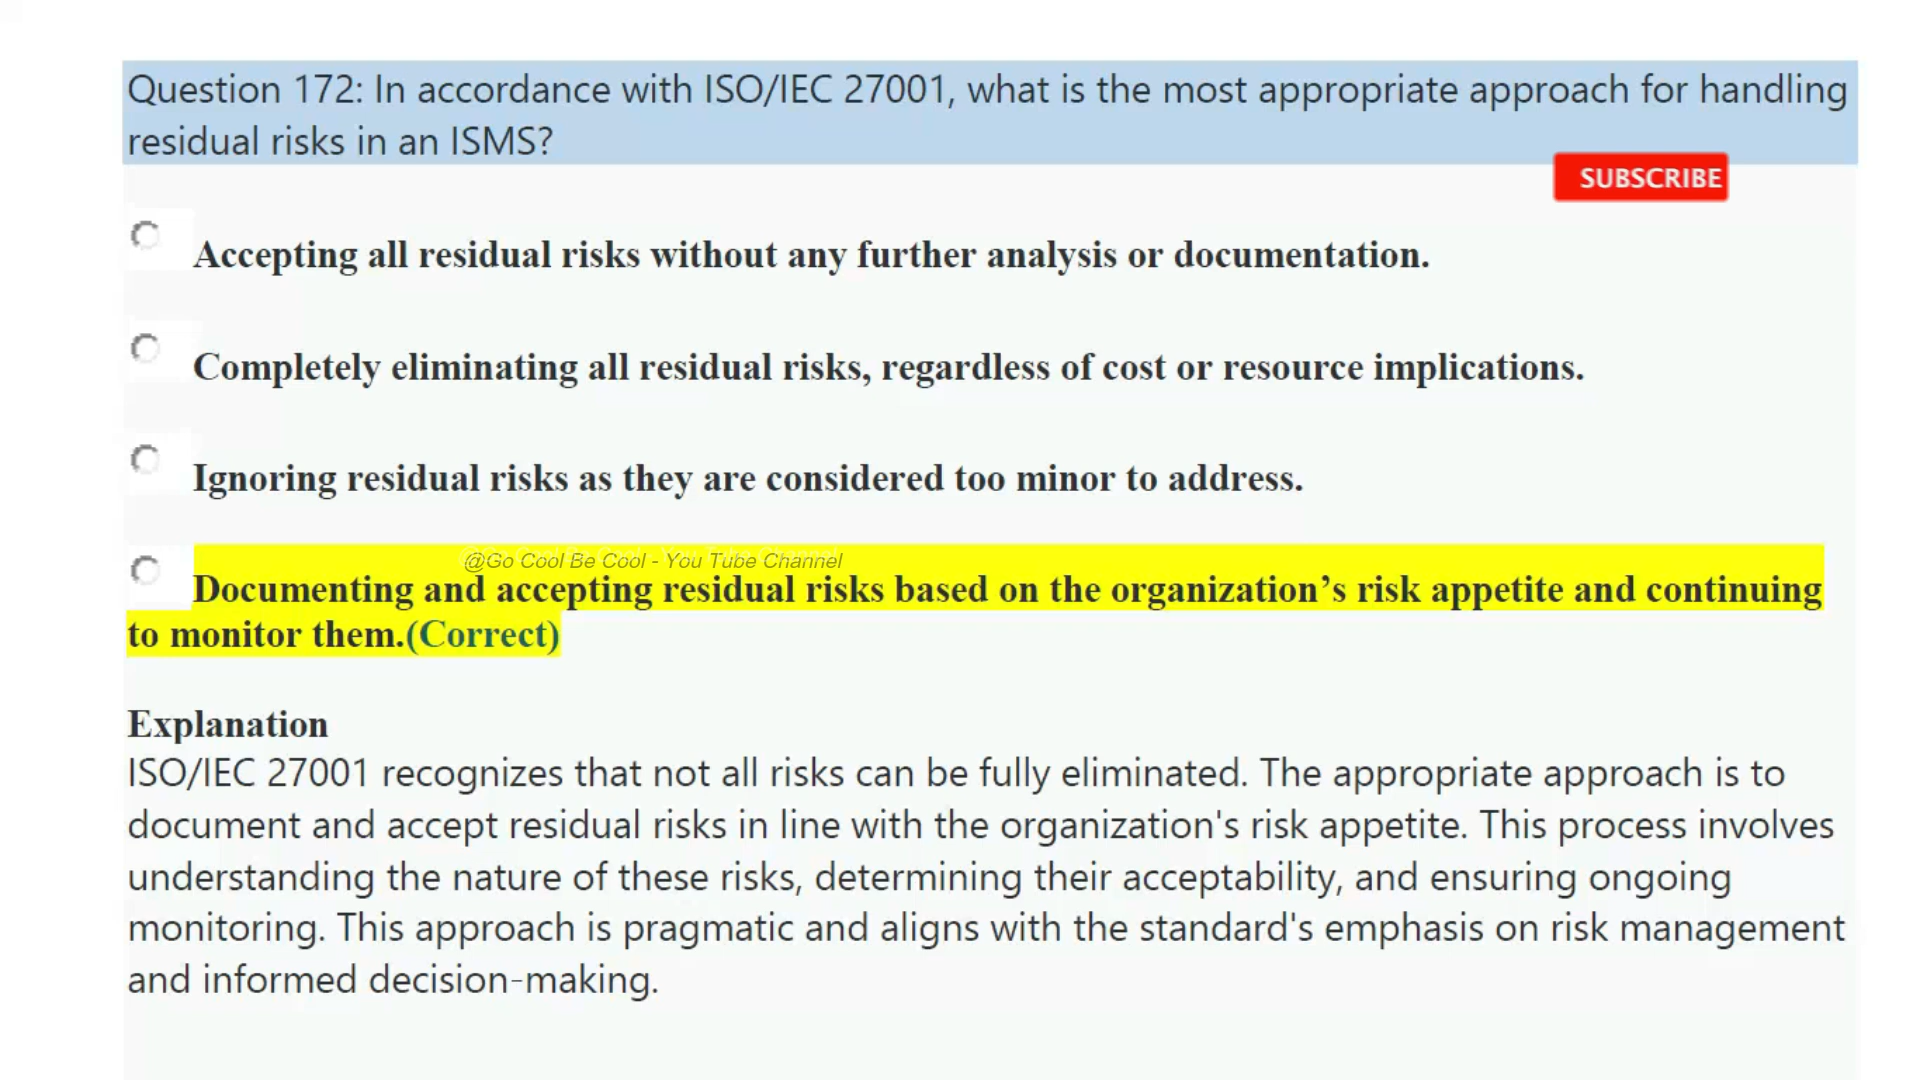 Question 172: In accordance with ISO/IEC 27001, what is the most appropriate approach for handling
residual risks in an ISMS?
SUBSCRIBE
Accepting all residual risks without any further analysis or documentation.
Completely eliminating all residual risks, regardless of cost or resource implications.
Ignoring residual risks as they are considered too minor to address.
@Go Cool Be Cool - You Tube Channel
Documenting and accepting residual risks based on the organization’s risk appetite and continuing
to monitor them.(Correct)
Explanation
ISO/IEC 27001 recognizes that not all risks can be fully eliminated. The appropriate approach is to
document and accept residual risks in line with the organization's risk appetite. This process involves
understanding the nature of these risks, determining their acceptability, and ensuring ongoing
monitoring. This approach is pragmatic and aligns with the standard's emphasis on risk management
and informed decision-making.